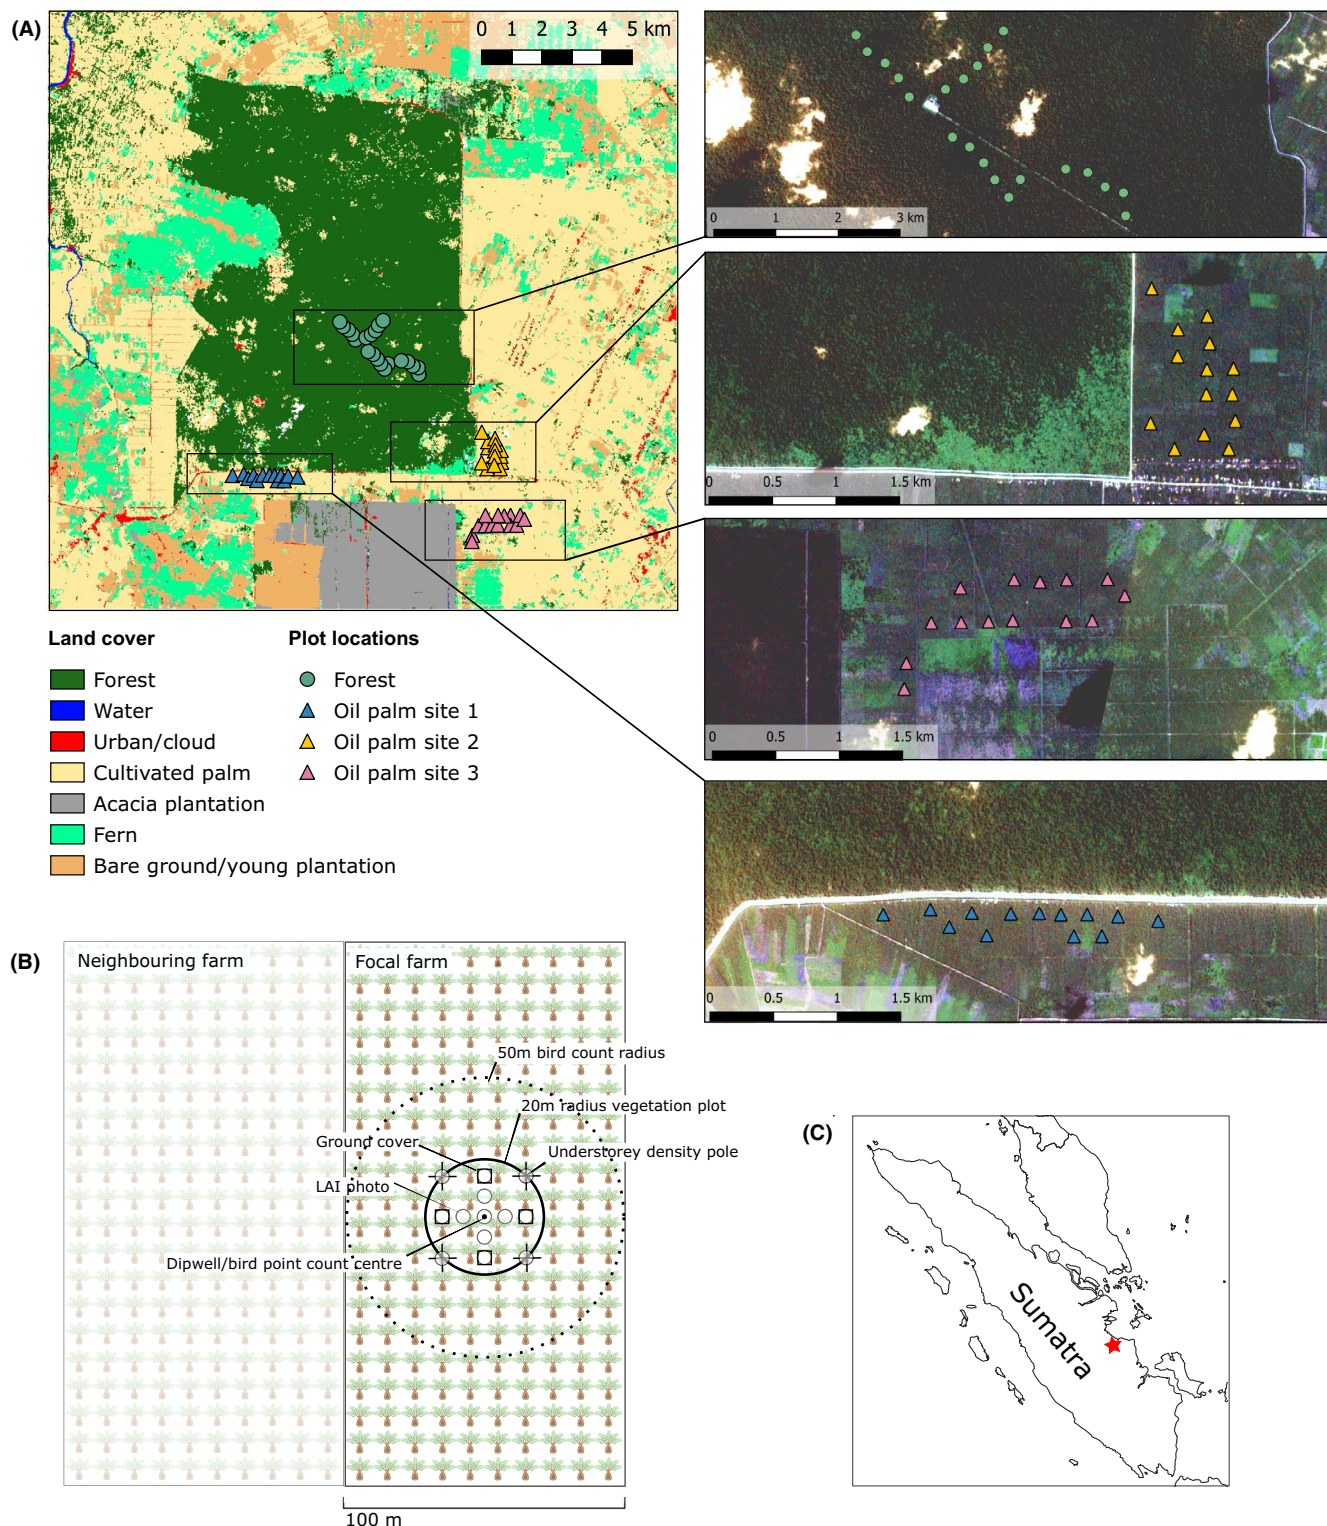 (A)
0 1 2 3 4 5 km
0 1 2 3 km
0 0.5 1 1.5 km
0 0.5 1 1.5 km
0 0.5 1 1.5 km
Land cover
Forest
Water
Urban/cloud
Cultivated palm
Acacia plantation
Fern
Bare ground/young plantation
Plot locations
Forest
Oil palm site 1
Oil palm site 2
Oil palm site 3
(B)
Neighbouring farm
Focal farm
50m bird count radius
20m radius vegetation plot
Ground cover
Understorey density pole
LAI photo
Dipwell/bird point count centre
100 m
(C)
Sumatra